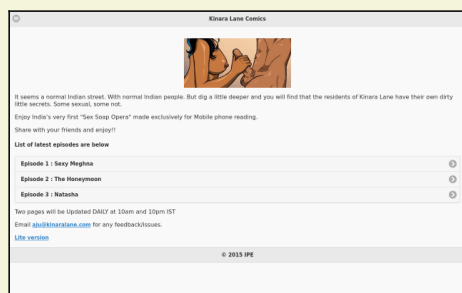 Kinara Lane Comics
It seems a normal Indian street. With normal Indian people. But dig a little deeper and you will find that the residents of Kinara Lane have their own dirty
little secrets. Some sexual, some not.
Enjoy India's very first "Sex Soap Opera" made exclusively for Mobile phone reading.
Share with your friends and enjoy!!
List of latest episodes are below
Episode 1 : Sexy Meghna
Episode 2 : The Honeymoon
Episode 3 : Natasha
Two pages will be Updated DAILY at 10am and 10pm IST
Email aju@kinaralane.com for any feedback/issues.
Lite version
© 2015 IPE